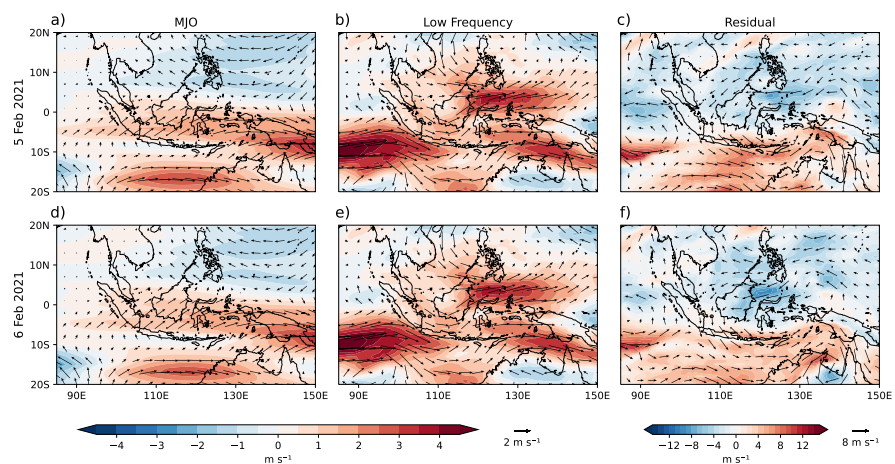 a) MJO
b) Low Frequency
c) Residual
5 Feb 2021
20N
10N
0
10S
20S
d)
e)
f)
6 Feb 2021
20N
10N
0
10S
20S
90E 110E 130E 150E
90E 110E 130E 150E
90E 110E 130E 150E
−4 −3 −2 −1 0 1 2 3 4
m s⁻¹
2 m s⁻¹
−12 −8 −4 0 4 8 12
m s⁻¹
8 m s⁻¹